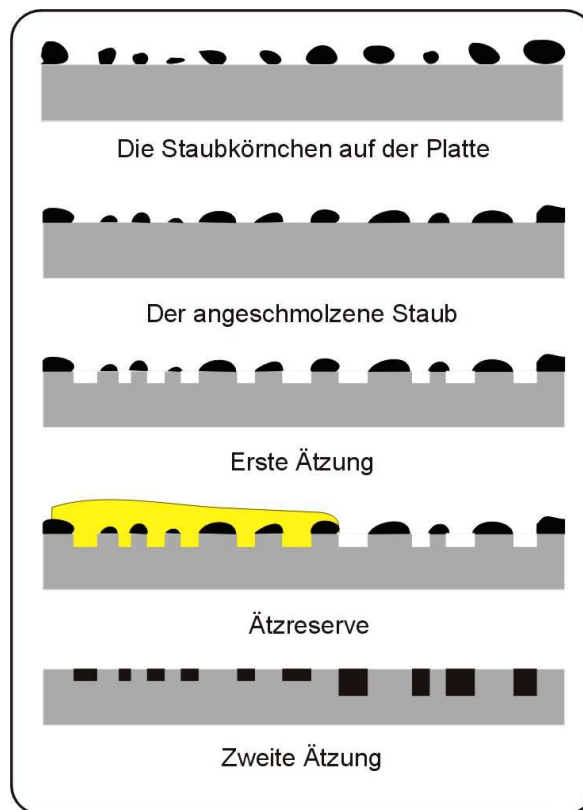 Die Staubkörnchen auf der Platte
Der angeschmolzene Staub
Erste Ätzung
Ätzreserve
Zweite Ätzung